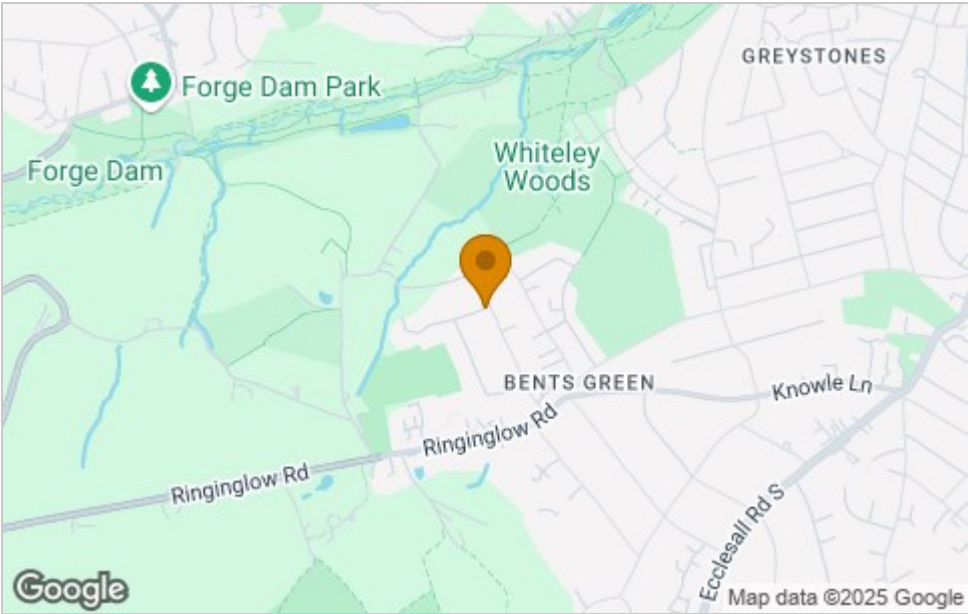 GREYSTONES
Forge Dam Park
Whiteley
Woods
Forge Dam
BENTS GREEN
Knowle Ln
Ringinglow Rd
Ringinglow Rd
Ecclesall Rd S
Google
Map data ©2025 Google